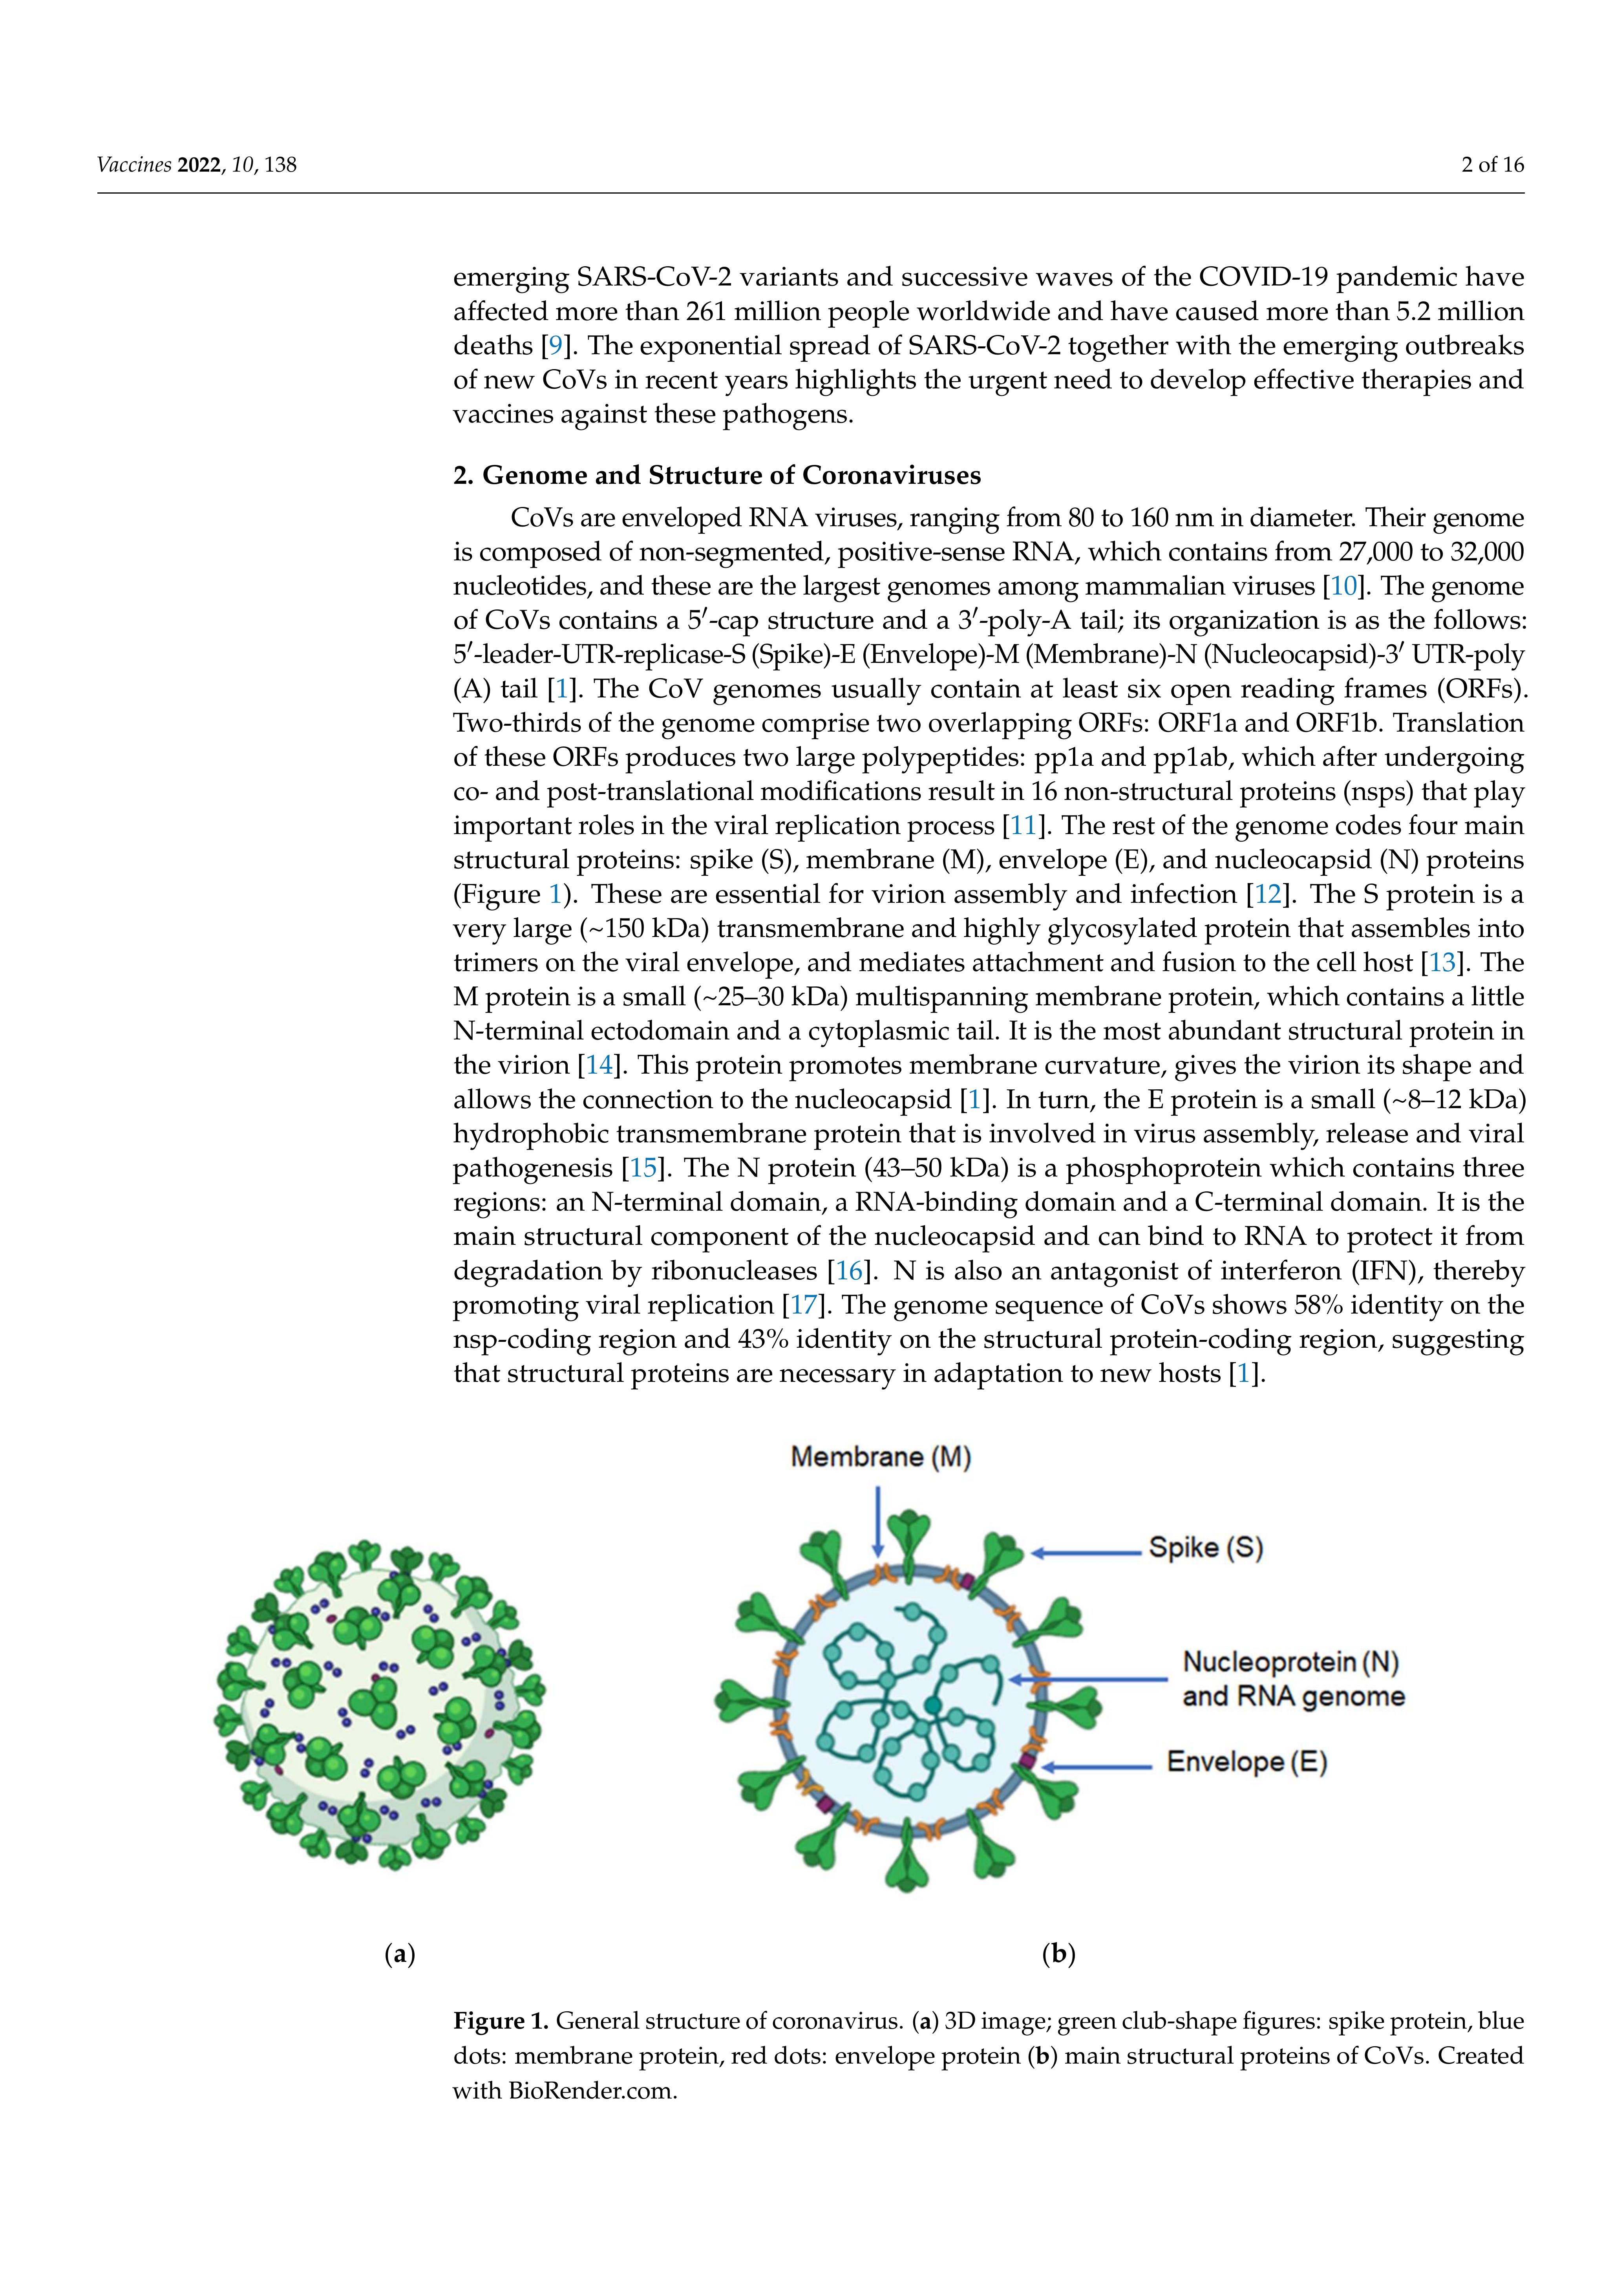 Vaccines 2022, 10, 138
2 of 16
emerging SARS-CoV-2 variants and successive waves of the COVID-19 pandemic have
affected more than 261 million people worldwide and have caused more than 5.2 million
deaths [9]. The exponential spread of SARS-CoV-2 together with the emerging outbreaks
of new CoVs in recent years highlights the urgent need to develop effective therapies and
vaccines against these pathogens.
2. Genome and Structure of Coronaviruses
CoVs are enveloped RNA viruses, ranging from 80 to 160 nm in diameter. Their genome
is composed of non-segmented, positive-sense RNA, which contains from 27,000 to 32,000
nucleotides, and these are the largest genomes among mammalian viruses [10]. The genome
of CoVs contains a 5′-cap structure and a 3′-poly-A tail; its organization is as the follows:
5′-leader-UTR-replicase-S (Spike)-E (Envelope)-M (Membrane)-N (Nucleocapsid)-3′ UTR-poly
(A) tail [1]. The CoV genomes usually contain at least six open reading frames (ORFs).
Two-thirds of the genome comprise two overlapping ORFs: ORF1a and ORF1b. Translation
of these ORFs produces two large polypeptides: pp1a and pp1ab, which after undergoing
co- and post-translational modifications result in 16 non-structural proteins (nsps) that play
important roles in the viral replication process [11]. The rest of the genome codes four main
structural proteins: spike (S), membrane (M), envelope (E), and nucleocapsid (N) proteins
(Figure 1). These are essential for virion assembly and infection [12]. The S protein is a
very large (~150 kDa) transmembrane and highly glycosylated protein that assembles into
trimers on the viral envelope, and mediates attachment and fusion to the cell host [13]. The
M protein is a small (~25–30 kDa) multispanning membrane protein, which contains a little
N-terminal ectodomain and a cytoplasmic tail. It is the most abundant structural protein in
the virion [14]. This protein promotes membrane curvature, gives the virion its shape and
allows the connection to the nucleocapsid [1]. In turn, the E protein is a small (~8–12 kDa)
hydrophobic transmembrane protein that is involved in virus assembly, release and viral
pathogenesis [15]. The N protein (43–50 kDa) is a phosphoprotein which contains three
regions: an N-terminal domain, a RNA-binding domain and a C-terminal domain. It is the
main structural component of the nucleocapsid and can bind to RNA to protect it from
degradation by ribonucleases [16]. N is also an antagonist of interferon (IFN), thereby
promoting viral replication [17]. The genome sequence of CoVs shows 58% identity on the
nsp-coding region and 43% identity on the structural protein-coding region, suggesting
that structural proteins are necessary in adaptation to new hosts [1].
Membrane (M)
Spike (S)
Nucleoprotein (N)
and RNA genome
Envelope (E)
(a)
(b)
Figure 1. General structure of coronavirus. (a) 3D image; green club-shape figures: spike protein, blue
dots: membrane protein, red dots: envelope protein (b) main structural proteins of CoVs. Created
with BioRender.com.